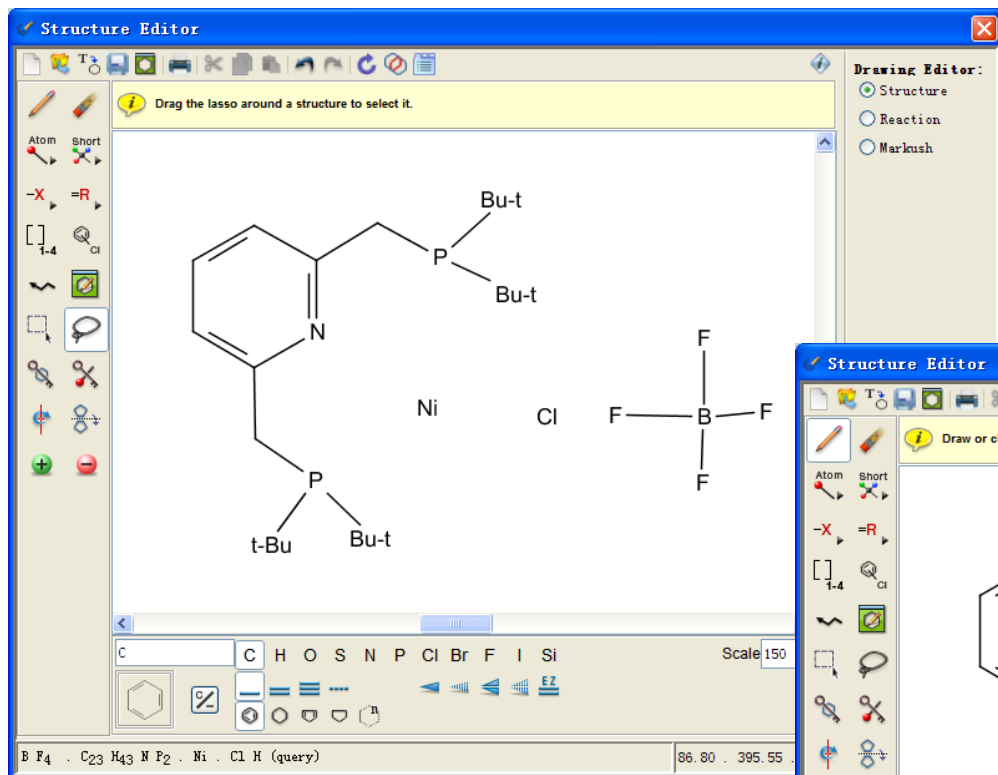 Structure Editor
Drag the lasso around a structure to select it.
Drawing Editor:
Structure
Reaction
Markush
Atom Short
-X =R
[ ] 1-4 Cl
Bu-t
P
Bu-t
N
F
Ni
Cl
F B F
F
P
t-Bu Bu-t
C
C H O S N P Cl Br F I Si
Scale 150
C/-
EZ
n
B F4 . C23 H43 N P2 . Ni . Cl H (query)
86.80 . 395.55 .
Structure Editor
Draw or c
Atom Short
-X =R
[ ] 1-4 Cl